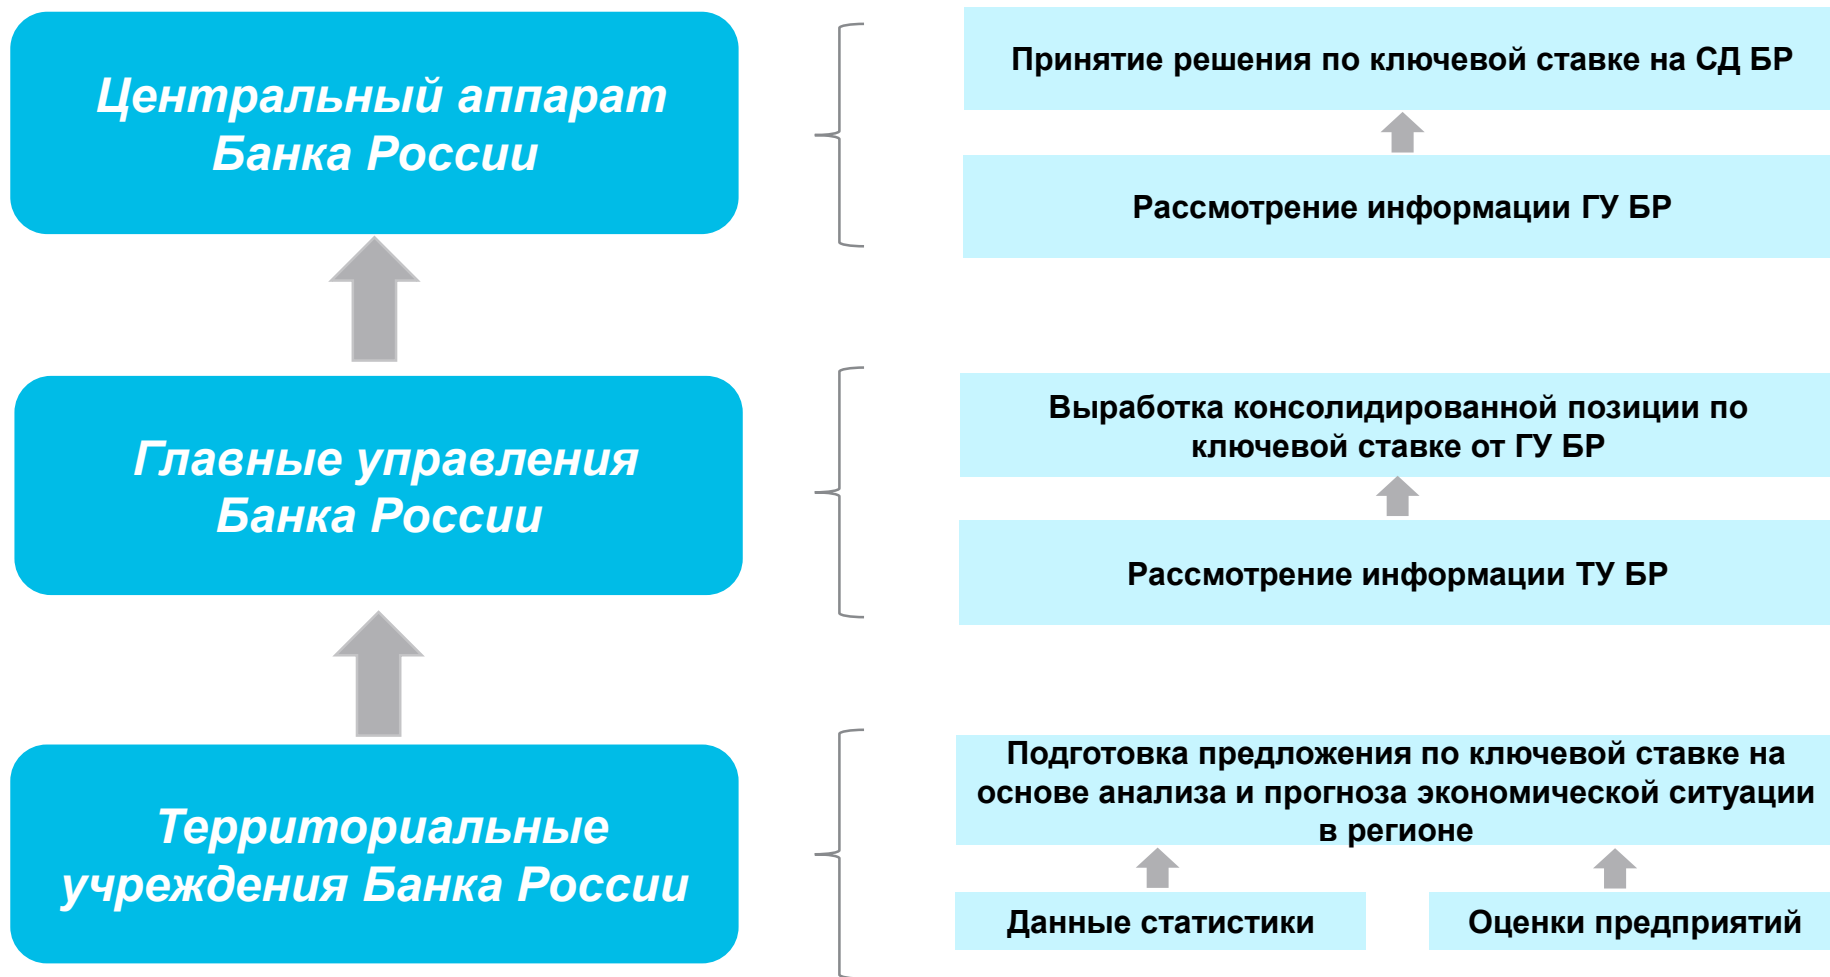 Центральный аппарат
Банка России
Принятие решения по ключевой ставке на СД БР
Рассмотрение информации ГУ БР
Главные управления
Банка России
Выработка консолидированной позиции по
ключевой ставке от ГУ БР
Рассмотрение информации ТУ БР
Территориальные
учреждения Банка России
Подготовка предложения по ключевой ставке на
основе анализа и прогноза экономической ситуации
в регионе
Данные статистики
Оценки предприятий